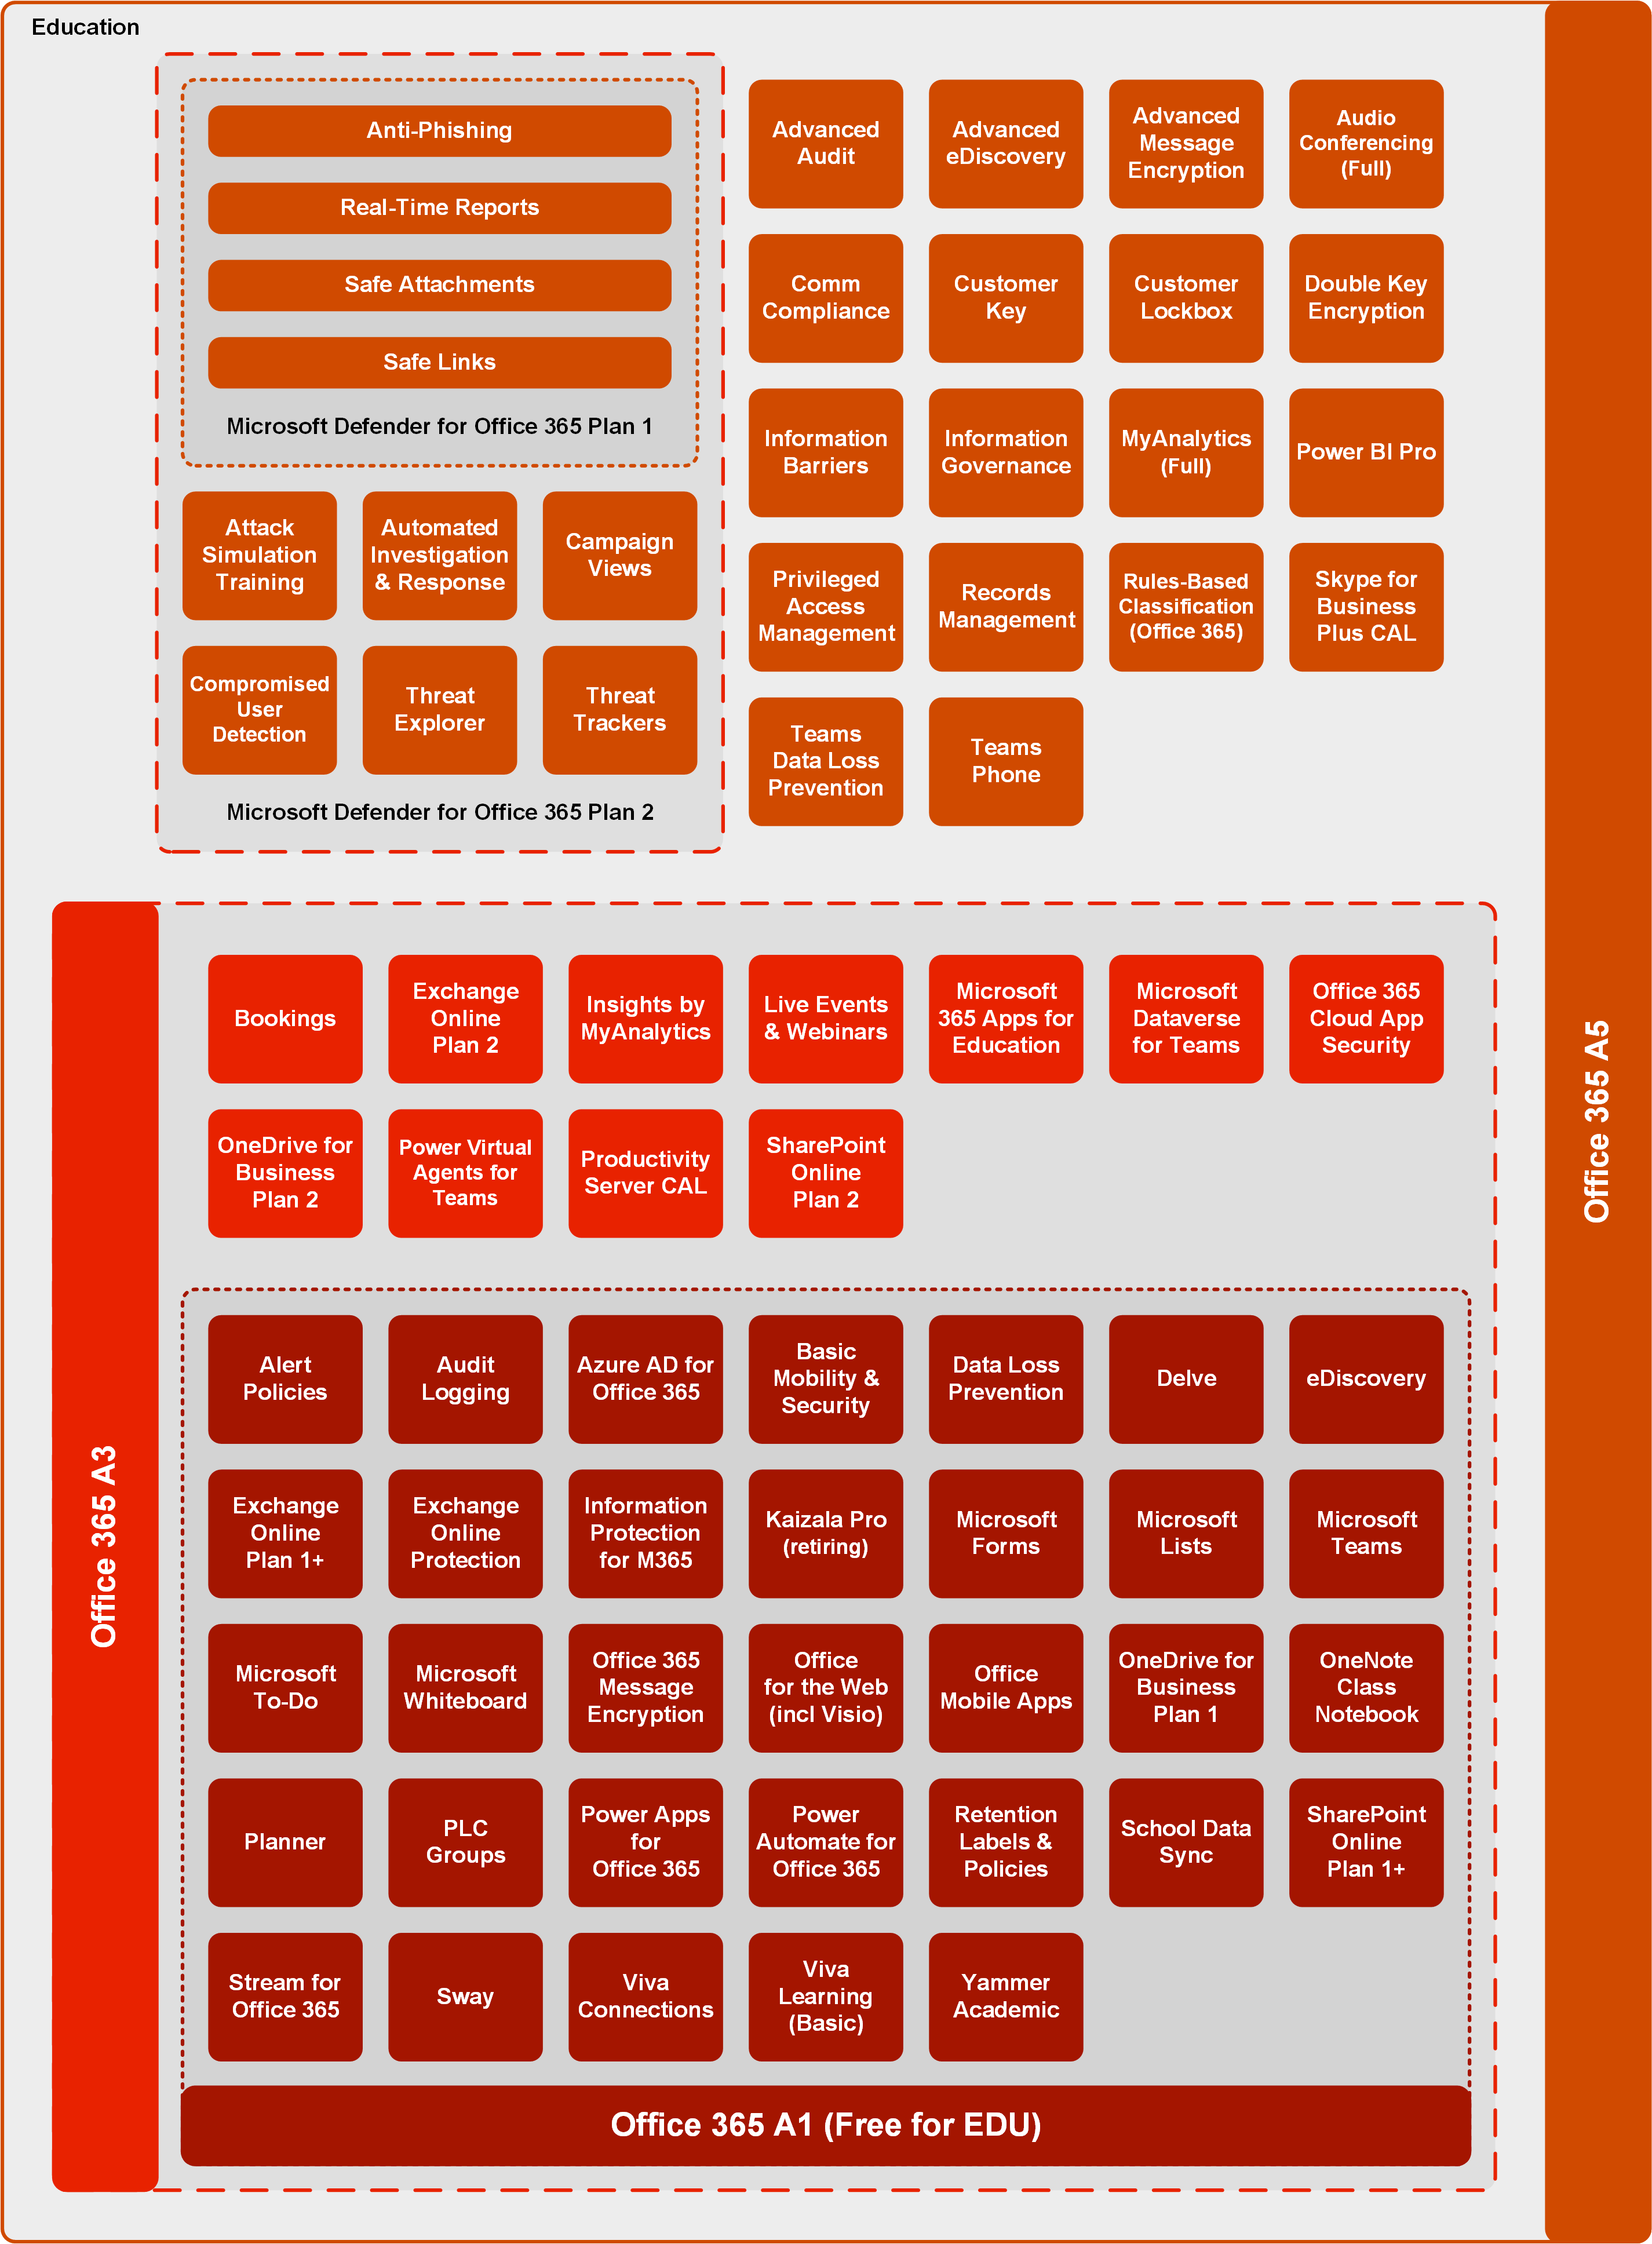 Education
Anti-Phishing
Real-Time Reports
Safe Attachments
Safe Links
Microsoft Defender for Office 365 Plan 1
Attack
Simulation
Training
Automated
Investigation
& Response
Campaign
Views
Compromised
User
Detection
Threat
Explorer
Threat
Trackers
Microsoft Defender for Office 365 Plan 2
Advanced
Audit
Advanced
eDiscovery
Advanced
Message
Encryption
Audio
Conferencing
(Full)
Comm
Compliance
Customer
Key
Customer
Lockbox
Double Key
Encryption
Information
Barriers
Information
Governance
MyAnalytics
(Full)
Power BI Pro
Privileged
Access
Management
Records
Management
Rules-Based
Classification
(Office 365)
Skype for
Business
Plus CAL
Teams
Data Loss
Prevention
Teams
Phone
Office 365 A5
Office 365 A3
Bookings
Exchange
Online
Plan 2
Insights by
MyAnalytics
Live Events
& Webinars
Microsoft
365 Apps for
Education
Microsoft
Dataverse
for Teams
Office 365
Cloud App
Security
OneDrive for
Business
Plan 2
Power Virtual
Agents for
Teams
Productivity
Server CAL
SharePoint
Online
Plan 2
Alert
Policies
Audit
Logging
Azure AD for
Office 365
Basic
Mobility &
Security
Data Loss
Prevention
Delve
eDiscovery
Exchange
Online
Plan 1+
Exchange
Online
Protection
Information
Protection
for M365
Kaizala Pro
(retiring)
Microsoft
Forms
Microsoft
Lists
Microsoft
Teams
Microsoft
To-Do
Microsoft
Whiteboard
Office 365
Message
Encryption
Office
for the Web
(incl Visio)
Office
Mobile Apps
OneDrive for
Business
Plan 1
OneNote
Class
Notebook
Planner
PLC
Groups
Power Apps
for
Office 365
Power
Automate for
Office 365
Retention
Labels &
Policies
School Data
Sync
SharePoint
Online
Plan 1+
Stream for
Office 365
Sway
Viva
Connections
Viva
Learning
(Basic)
Yammer
Academic
Office 365 A1 (Free for EDU)